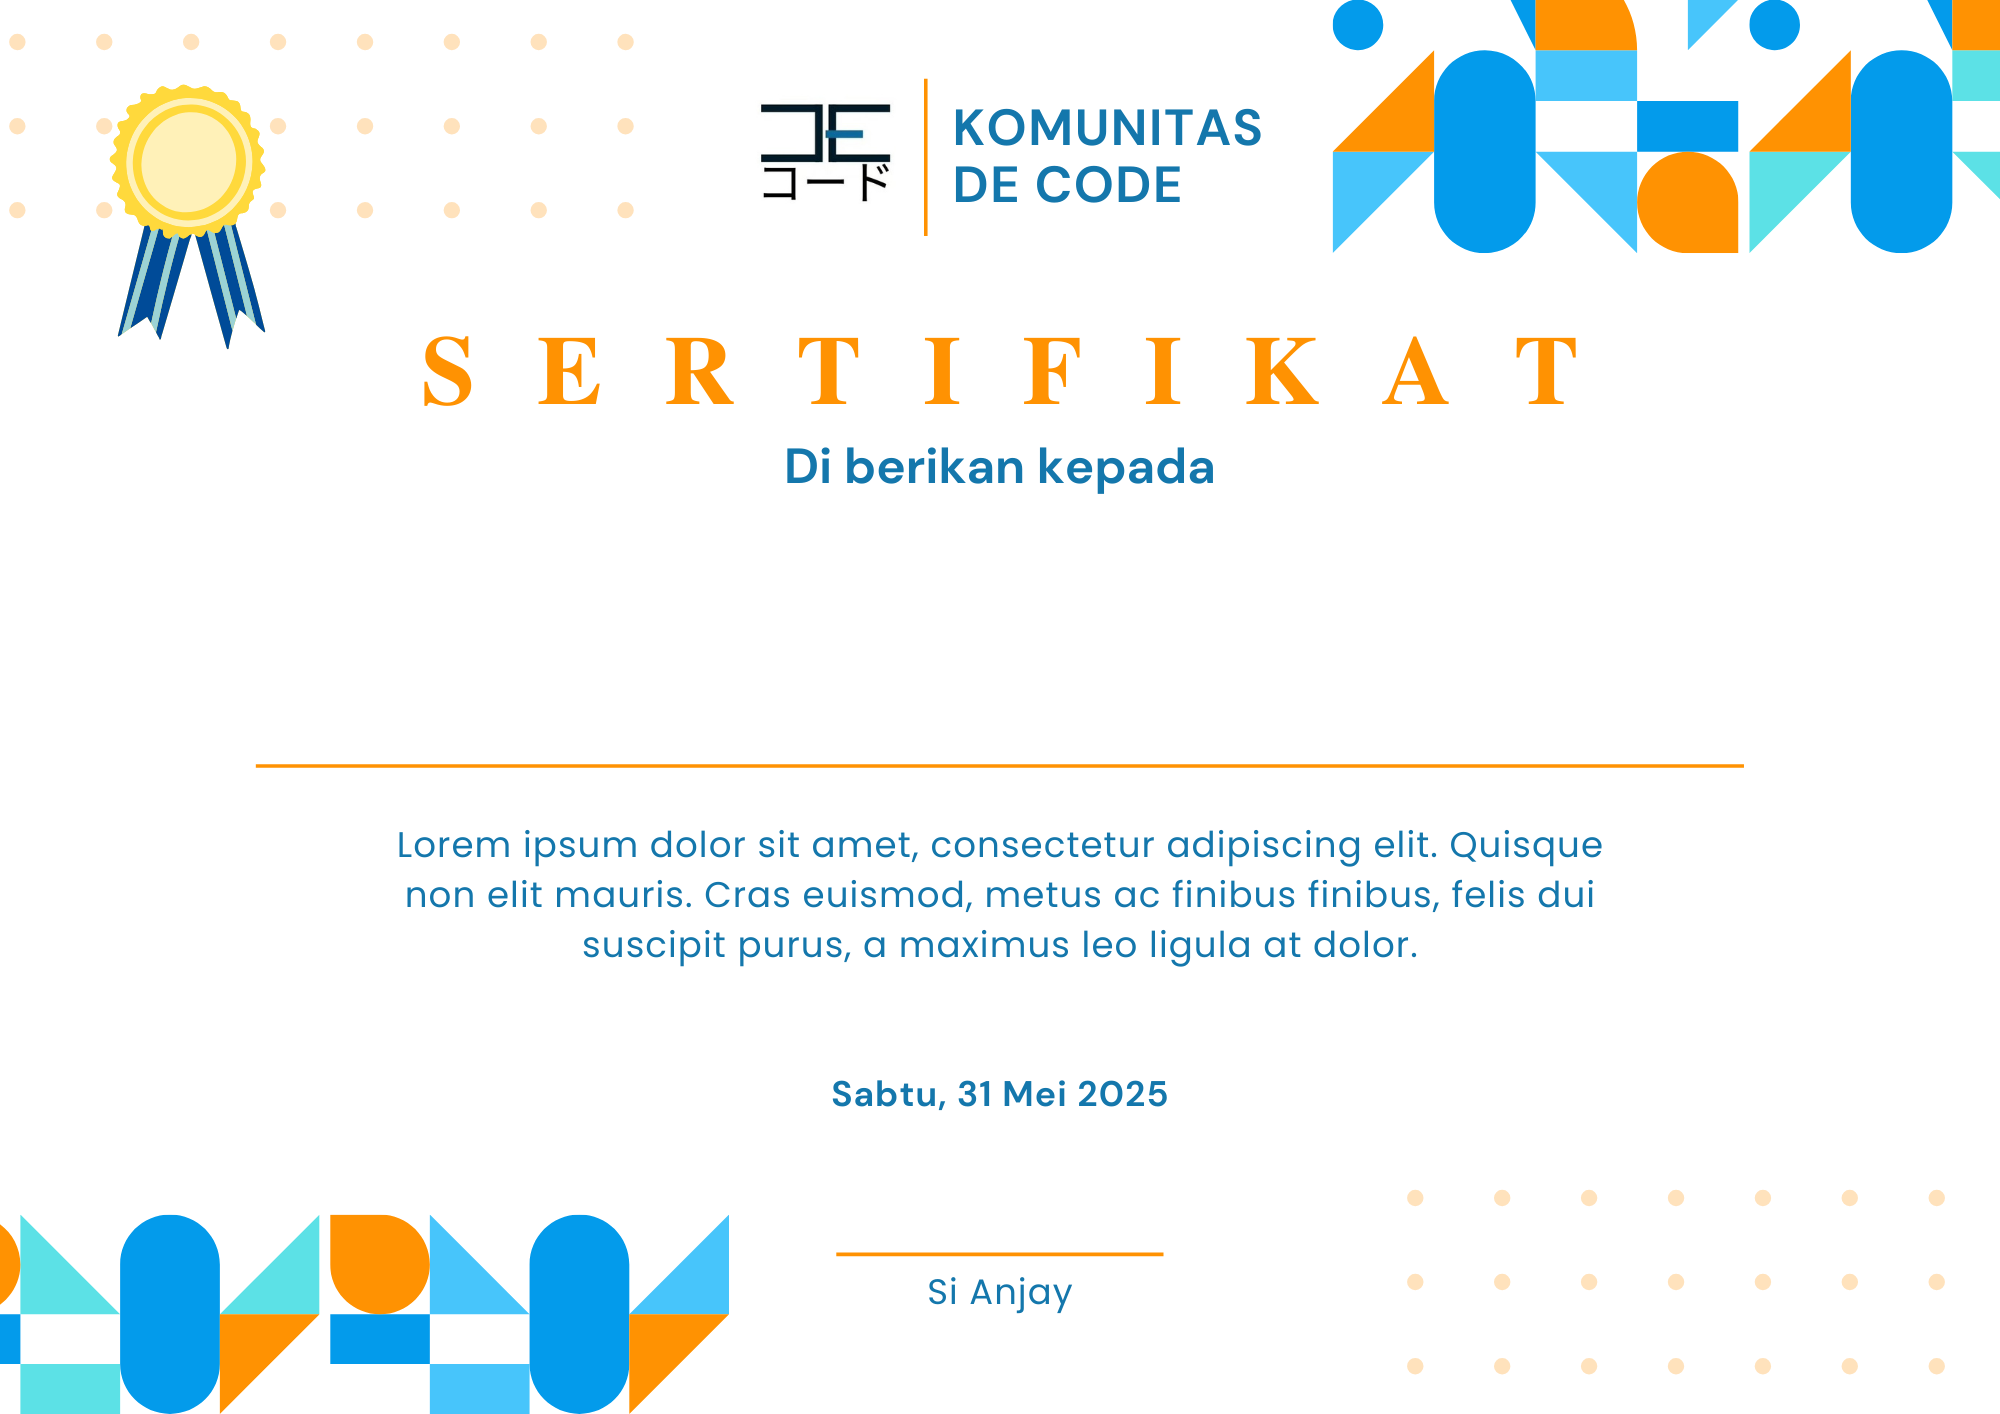 コード
KOMUNITAS
DE CODE
SERTIFIKAT
Di berikan kepada
Lorem ipsum dolor sit amet, consectetur adipiscing elit. Quisque
non elit mauris. Cras euismod, metus ac finibus finibus, felis dui
suscipit purus, a maximus leo ligula at dolor.
Sabtu, 31 Mei 2025
Si Anjay